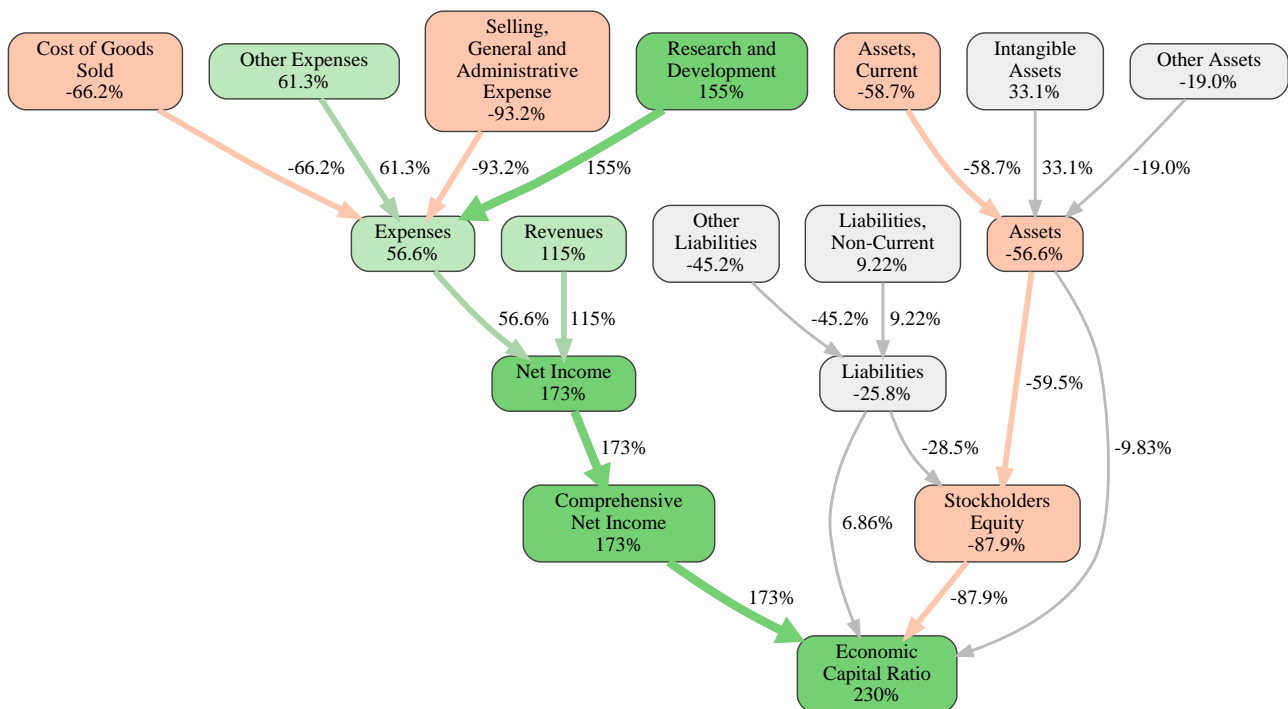 Cost of Goods
Sold
-66.2%
Other Expenses
61.3%
Selling,
General and
Administrative
Expense
-93.2%
Research and
Development
155%
Assets,
Current
-58.7%
Intangible
Assets
33.1%
Other Assets
-19.0%
-66.2%
61.3%
-93.2%
155%
-58.7%
33.1%
-19.0%
Expenses
56.6%
Revenues
115%
Other
Liabilities
-45.2%
Liabilities,
Non-Current
9.22%
Assets
-56.6%
56.6%
115%
-45.2%
9.22%
Net Income
173%
Liabilities
-25.8%
-59.5%
173%
-28.5%
-9.83%
Comprehensive
Net Income
173%
6.86%
Stockholders
Equity
-87.9%
173%
-87.9%
Economic
Capital Ratio
230%